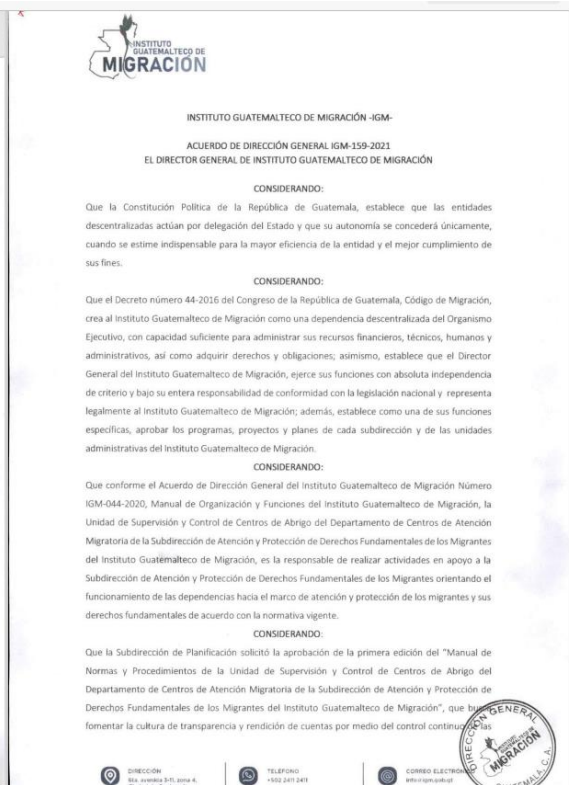 INSTITUTO
GUATEMALTECO DE
MIGRACIÓN
INSTITUTO GUATEMALTECO DE MIGRACIÓN -IGM-
ACUERDO DE DIRECCIÓN GENERAL IGM-159-2021
EL DIRECTOR GENERAL DE INSTITUTO GUATEMALTECO DE MIGRACIÓN
CONSIDERANDO:
Que la Constitución Política de la República de Guatemala, establece que las entidades
descentralizadas actúan por delegación del Estado y que su autonomía se concederá únicamente,
cuando se estime indispensable para la mayor eficiencia de la entidad y el mejor cumplimiento de
sus fines.
CONSIDERANDO:
Que el Decreto número 44-2016 del Congreso de la República de Guatemala, Código de Migración,
crea al Instituto Guatemalteco de Migración como una dependencia descentralizada del Organismo
Ejecutivo, con capacidad suficiente para administrar sus recursos financieros, técnicos, humanos y
administrativos, así como adquirir derechos y obligaciones; asimismo, establece que el Director
General del Instituto Guatemalteco de Migración, ejerce sus funciones con absoluta independencia
de criterio y bajo su entera responsabilidad de conformidad con la legislación nacional y representa
legalmente al Instituto Guatemalteco de Migración; además, establece como una de sus funciones
específicas, aprobar los programas, proyectos y planes de cada subdirección y de las unidades
administrativas del Instituto Guatemalteco de Migración.
CONSIDERANDO:
Que conforme el Acuerdo de Dirección General del Instituto Guatemalteco de Migración Número
IGM-044-2020, Manual de Organización y Funciones del Instituto Guatemalteco de Migración, la
Unidad de Supervisión y Control de Centros de Abrigo del Departamento de Centros de Atención
Migratoria de la Subdirección de Atención y Protección de Derechos Fundamentales de los Migrantes
del Instituto Guatemalteco de Migración, es la responsable de realizar actividades en apoyo a la
Subdirección de Atención y Protección de Derechos Fundamentales de los Migrantes orientando el
funcionamiento de las dependencias hacia el marco de atención y protección de los migrantes y sus
derechos fundamentales de acuerdo con la normativa vigente.
CONSIDERANDO:
Que la Subdirección de Planificación solicitó la aprobación de la primera edición del "Manual de
Normas y Procedimientos de la Unidad de Supervisión y Control de Centros de Abrigo del
Departamento de Centros de Atención Migratoria de la Subdirección de Atención y Protección de
Derechos Fundamentales de los Migrantes del Instituto Guatemalteco de Migración", que
fomentar la cultura de transparencia y rendición de cuentas por medio del control continuo las
DIRECCIÓN GENERAL
INSTITUTO
GUATEMALTECO DE
MIGRACIÓN
C. A.
DIRECCIÓN
6ta. avenida 3-11, zona 4,
TELÉFONO
+502 2411 2411
CORREO